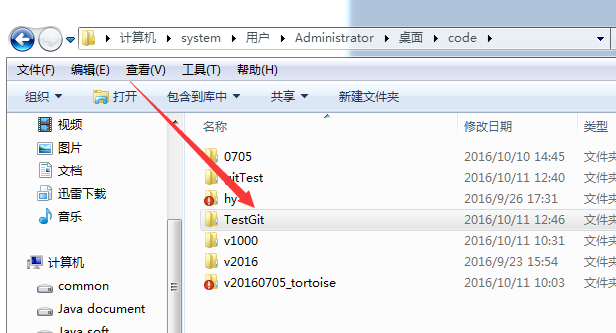 计算机 system 用户 Administrator 桌面 code
文件(F) 编辑(E) 查看(V) 工具(T) 帮助(H)
组织 打开 包含到库中 共享 新建文件夹
视频
图片
文档
迅雷下载
音乐
计算机
common
Java document
Java soft
名称 修改日期 类型
0705 2016/10/10 14:45 文件夹
gitTest 2016/10/11 12:40 文件夹
hy 2016/9/26 17:31 文件夹
TestGit 2016/10/11 12:46 文件夹
v1000 2016/10/11 10:31 文件夹
v2016 2016/9/23 15:54 文件夹
v20160705_tortoise 2016/10/11 10:03 文件夹